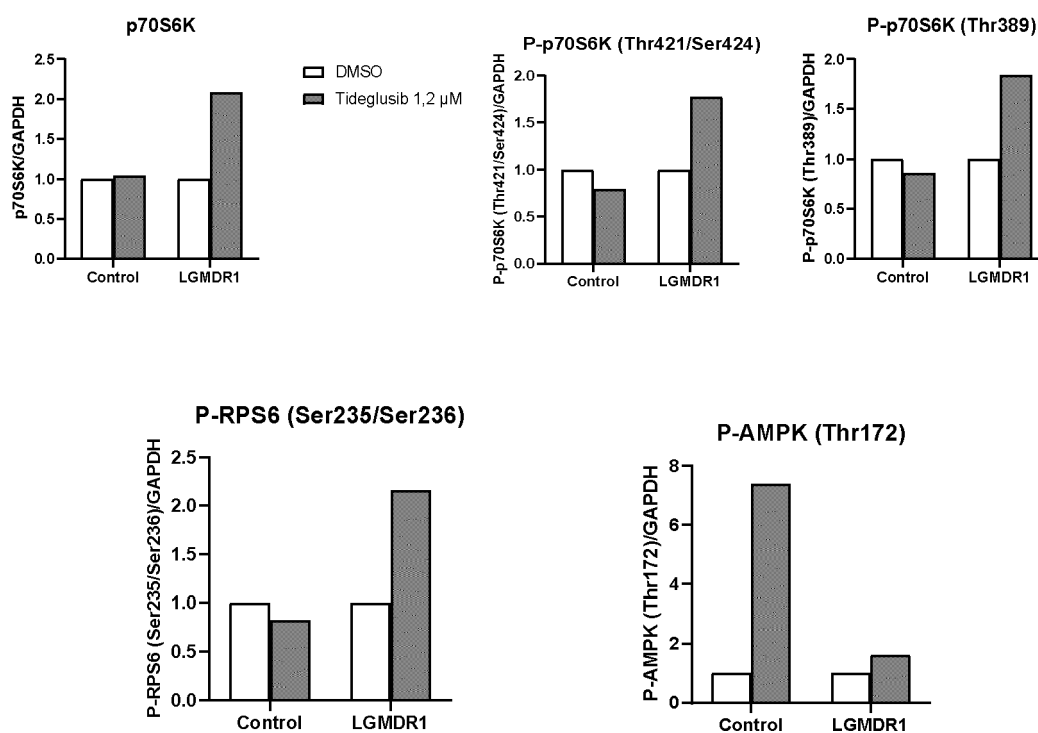 p70S6K
p70S6K/GAPDH
2.5
2.0
1.5
1.0
0.5
0.0
Control
LGMDR1
DMSO
Tideglusib 1,2 µM
P-p70S6K (Thr421/Ser424)
P-p70S6K (Thr421/Ser424)/GAPDH
2.0
1.5
1.0
0.5
0.0
Control
LGMDR1
P-p70S6K (Thr389)
P-p70S6K (Thr389)/GAPDH
2.0
1.5
1.0
0.5
0.0
Control
LGMDR1
P-RPS6 (Ser235/Ser236)
P-RPS6 (Ser235/Ser236)/GAPDH
2.5
2.0
1.5
1.0
0.5
0.0
Control
LGMDR1
P-AMPK (Thr172)
P-AMPK (Thr172)/GAPDH
8
6
4
2
0
Control
LGMDR1